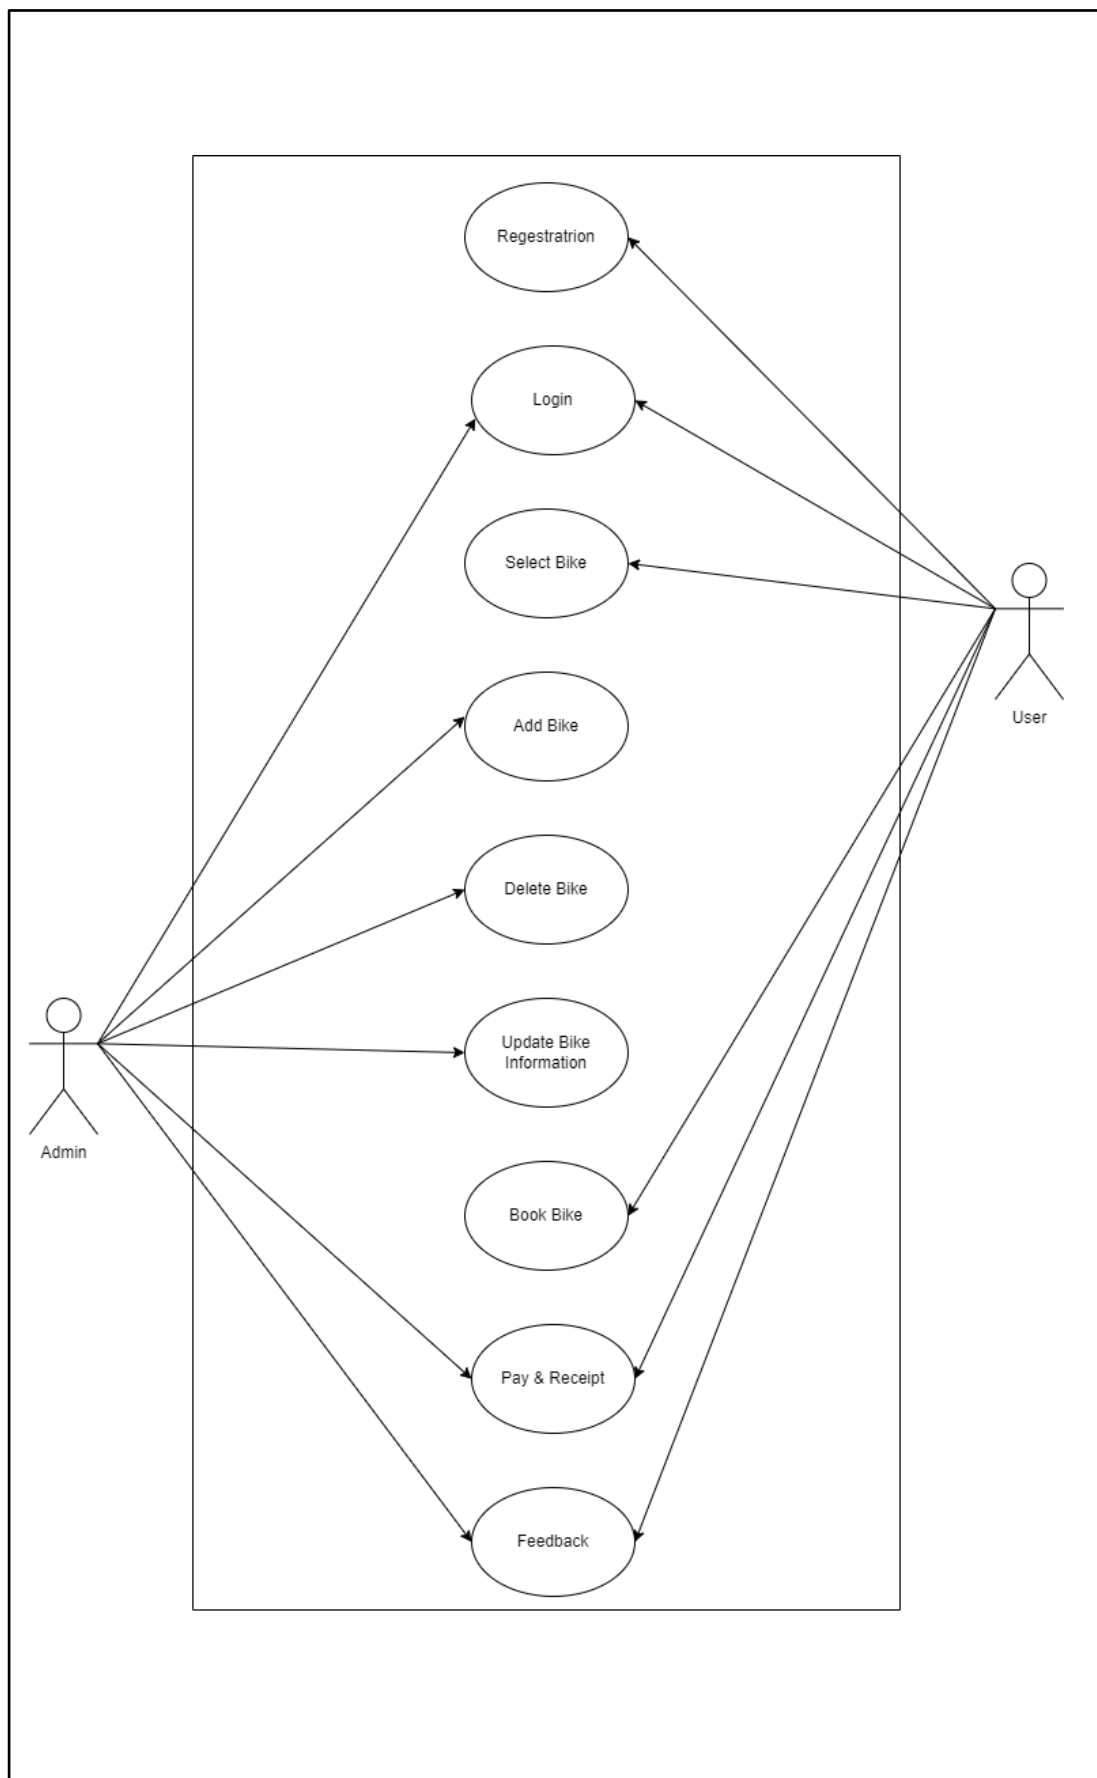 Regestratrion
Login
Select Bike
User
Add Bike
Delete Bike
Update Bike
Information
Admin
Book Bike
Pay & Receipt
Feedback